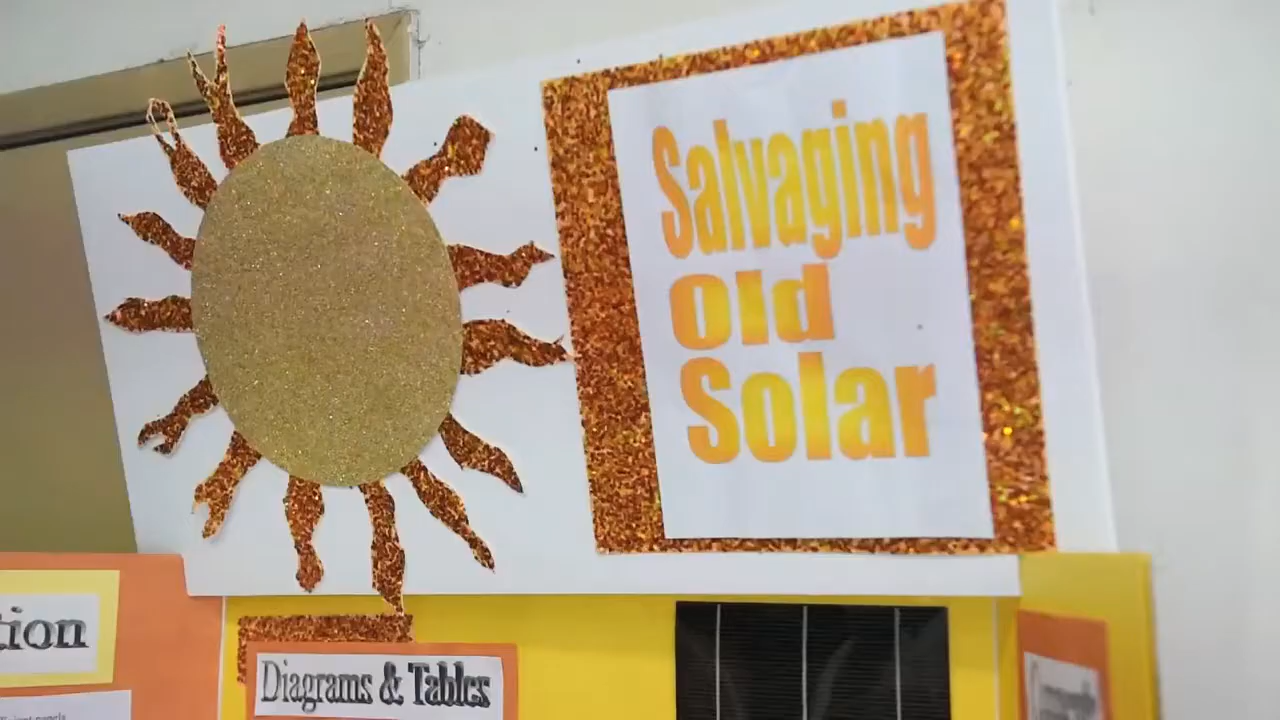 Salvaging
Old
Solar
tion
Diagrams & Tables